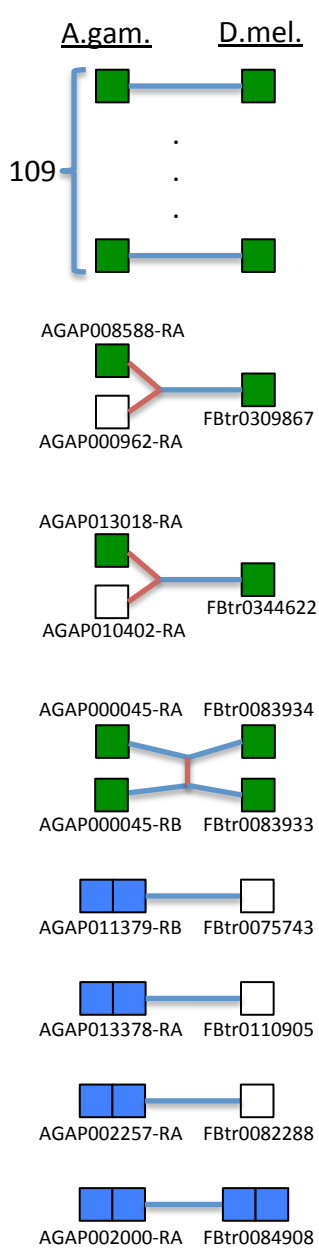 A.gam. D.mel.
109
AGAP008588-RA
FBtr0309867
AGAP000962-RA
AGAP013018-RA
FBtr0344622
AGAP010402-RA
AGAP000045-RA FBtr0083934
AGAP000045-RB FBtr0083933
AGAP011379-RB FBtr0075743
AGAP013378-RA FBtr0110905
AGAP002257-RA FBtr0082288
AGAP002000-RA FBtr0084908